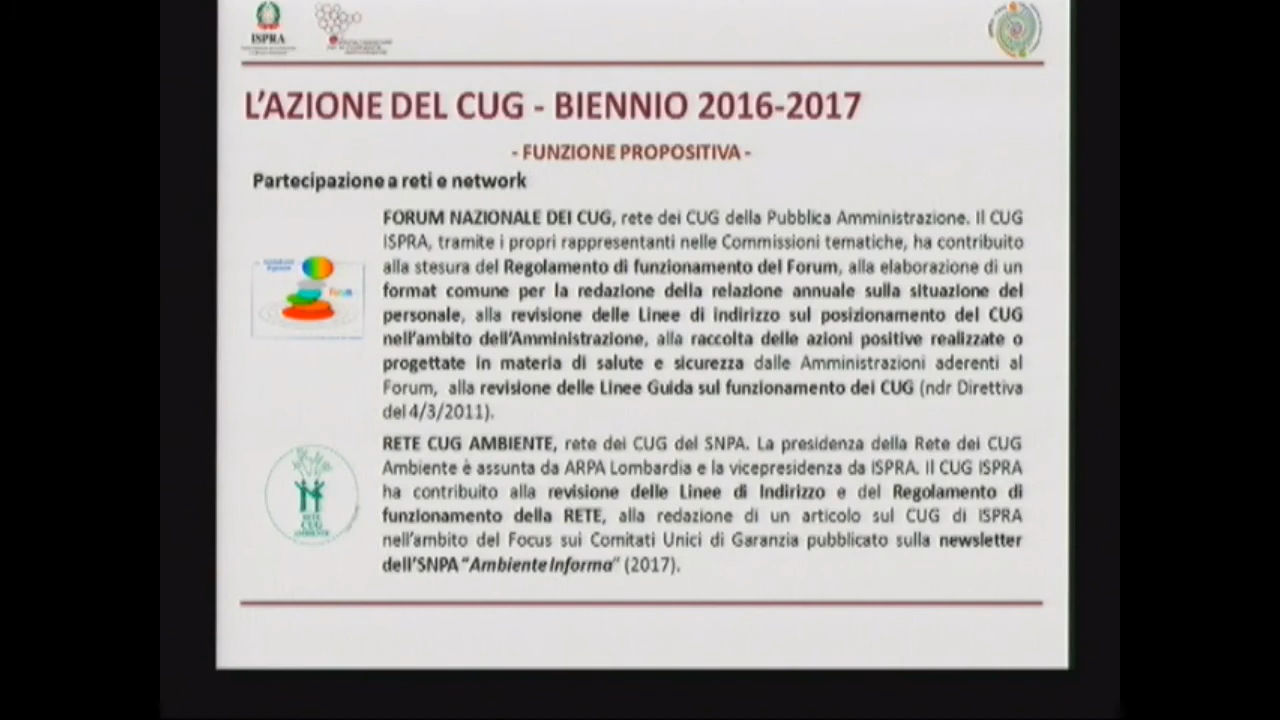 ISPRA
L'AZIONE DEL CUG - BIENNIO 2016-2017
- FUNZIONE PROPOSITIVA -
Partecipazione a reti e network
FORUM NAZIONALE DEI CUG, rete dei CUG della Pubblica Amministrazione. Il CUG
ISPRA, tramite i propri rappresentanti nelle Commissioni tematiche, ha contribuito
alla stesura del Regolamento di funzionamento del Forum, alla elaborazione di un
format comune per la redazione della relazione annuale sulla situazione del
personale, alla revisione delle Linee di indirizzo sul posizionamento del CUG
nell'ambito dell'Amministrazione, alla raccolta delle azioni positive realizzate o
progettate in materia di salute e sicurezza dalle Amministrazioni aderenti al
Forum, alla revisione delle Linee Guida sul funzionamento dei CUG (ndr Direttiva
del 4/3/2011).
RETE CUG AMBIENTE, rete dei CUG del SNPA. La presidenza della Rete dei CUG
Ambiente è assunta da ARPA Lombardia e la vicepresidenza da ISPRA. Il CUG ISPRA
ha contribuito alla revisione delle Linee di Indirizzo e del Regolamento di
funzionamento della RETE, alla redazione di un articolo sul CUG di ISPRA
nell'ambito del Focus sui Comitati Unici di Garanzia pubblicato sulla newsletter
dell'SNPA "AmbienteInforma" (2017).
RETE
CUG
AMBIENTE